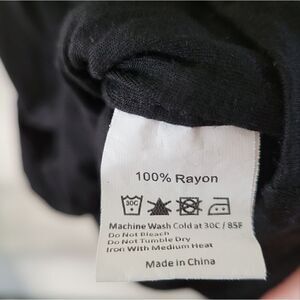 100% Rayon
Machine Wash Cold at 30C / 85F
Do Not Bleach
Do Not Tumble Dry
Iron With Medium Heat
Made in China